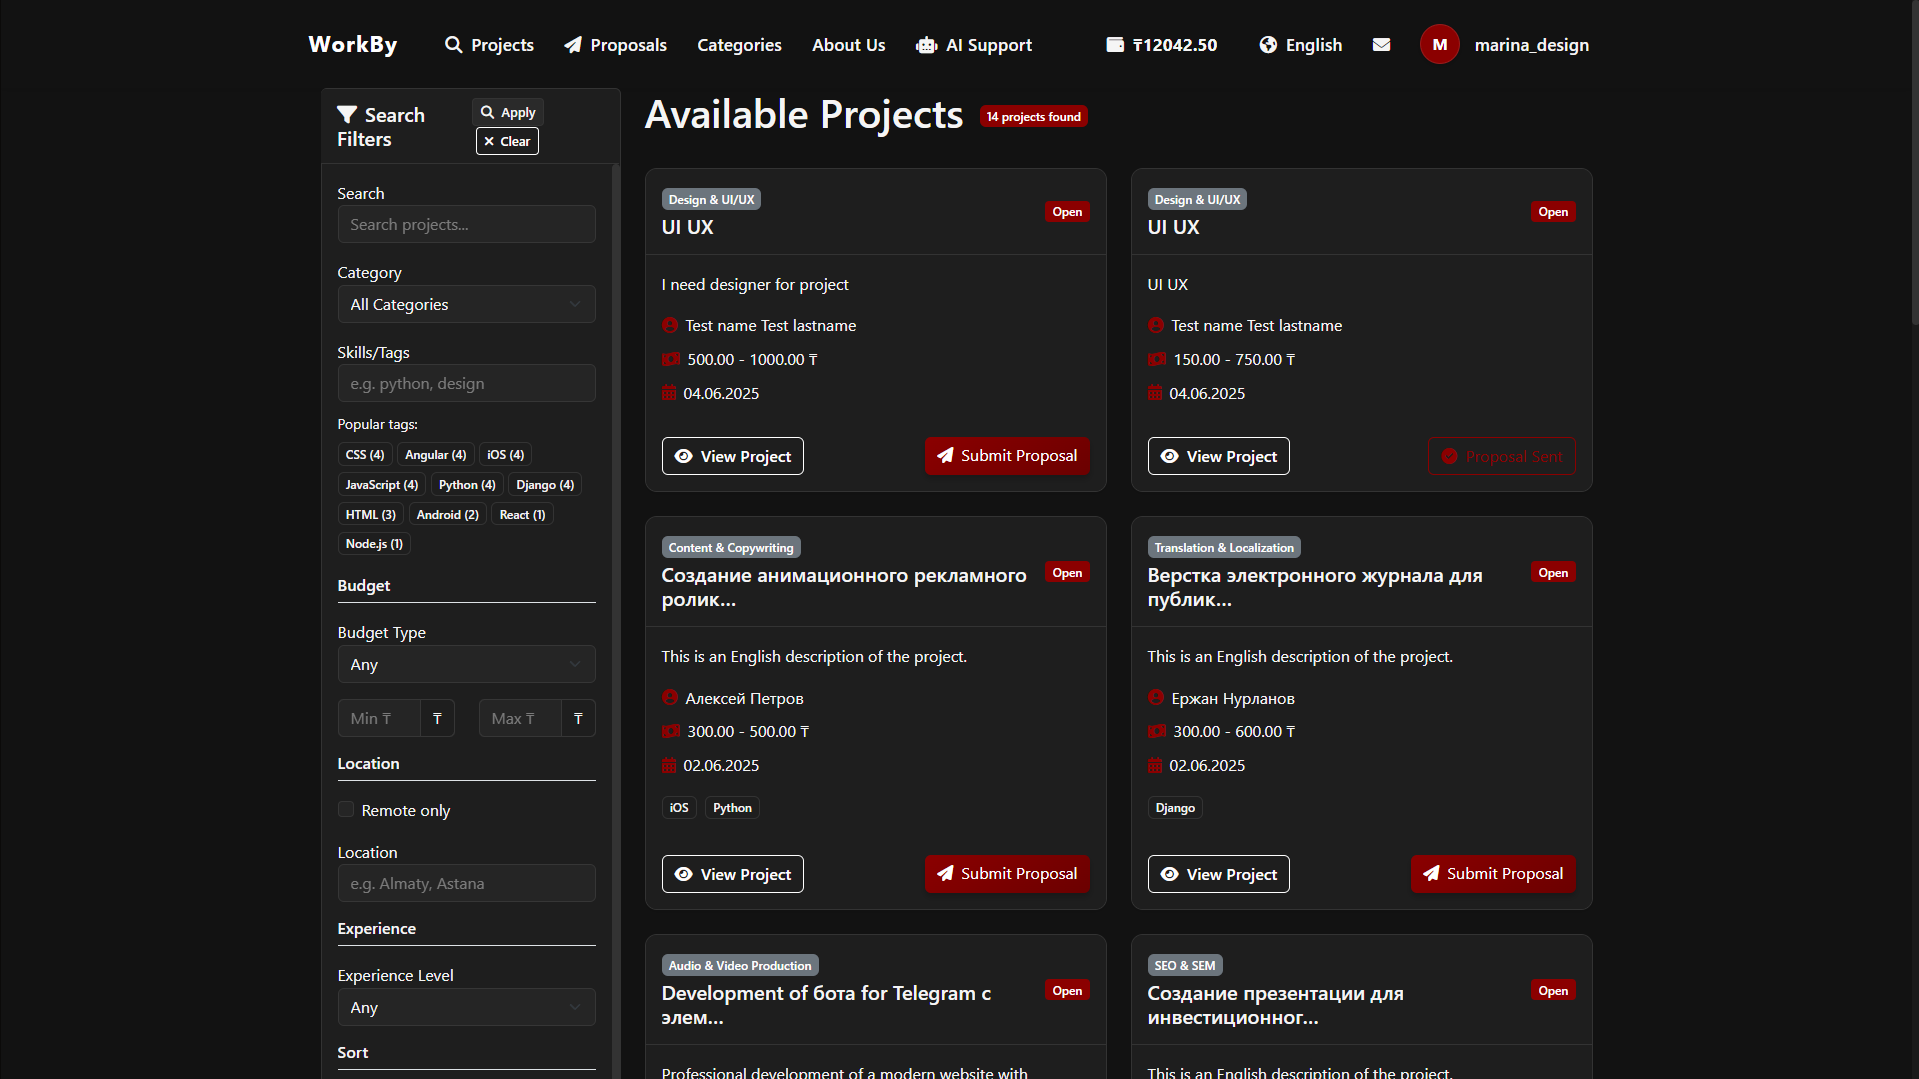 WorkBy
Projects
Proposals
Categories
About Us
AI Support
₸12042.50
English
M
marina_design
Search Filters
Apply
Clear
Search
Search projects...
Category
All Categories
Skills/Tags
e.g. python, design
Popular tags:
CSS (4) Angular (4) iOS (4)
JavaScript (4) Python (4) Django (4)
HTML (3) Android (2) React (1)
Node.js (1)
Budget
Budget Type
Any
Min ₸ ₸ Max ₸ ₸
Location
Remote only
Location
e.g. Almaty, Astana
Experience
Experience Level
Any
Sort
Available Projects
14 projects found
Design & UI/UX
UI UX
Open
I need designer for project
Test name Test lastname
500.00 - 1000.00 ₸
04.06.2025
View Project
Submit Proposal
Design & UI/UX
UI UX
Open
UI UX
Test name Test lastname
150.00 - 750.00 ₸
04.06.2025
View Project
Proposal Sent
Content & Copywriting
Создание анимационного рекламного
ролик...
Open
This is an English description of the project.
Алексей Петров
300.00 - 500.00 ₸
02.06.2025
iOS Python
View Project
Submit Proposal
Translation & Localization
Верстка электронного журнала для
публик...
Open
This is an English description of the project.
Ержан Нурланов
300.00 - 600.00 ₸
02.06.2025
Django
View Project
Submit Proposal
Audio & Video Production
Development of бота for Telegram с
элем...
Open
Professional development of a modern website with
SEO & SEM
Создание презентации для
инвестиционног...
Open
This is an English description of the project.